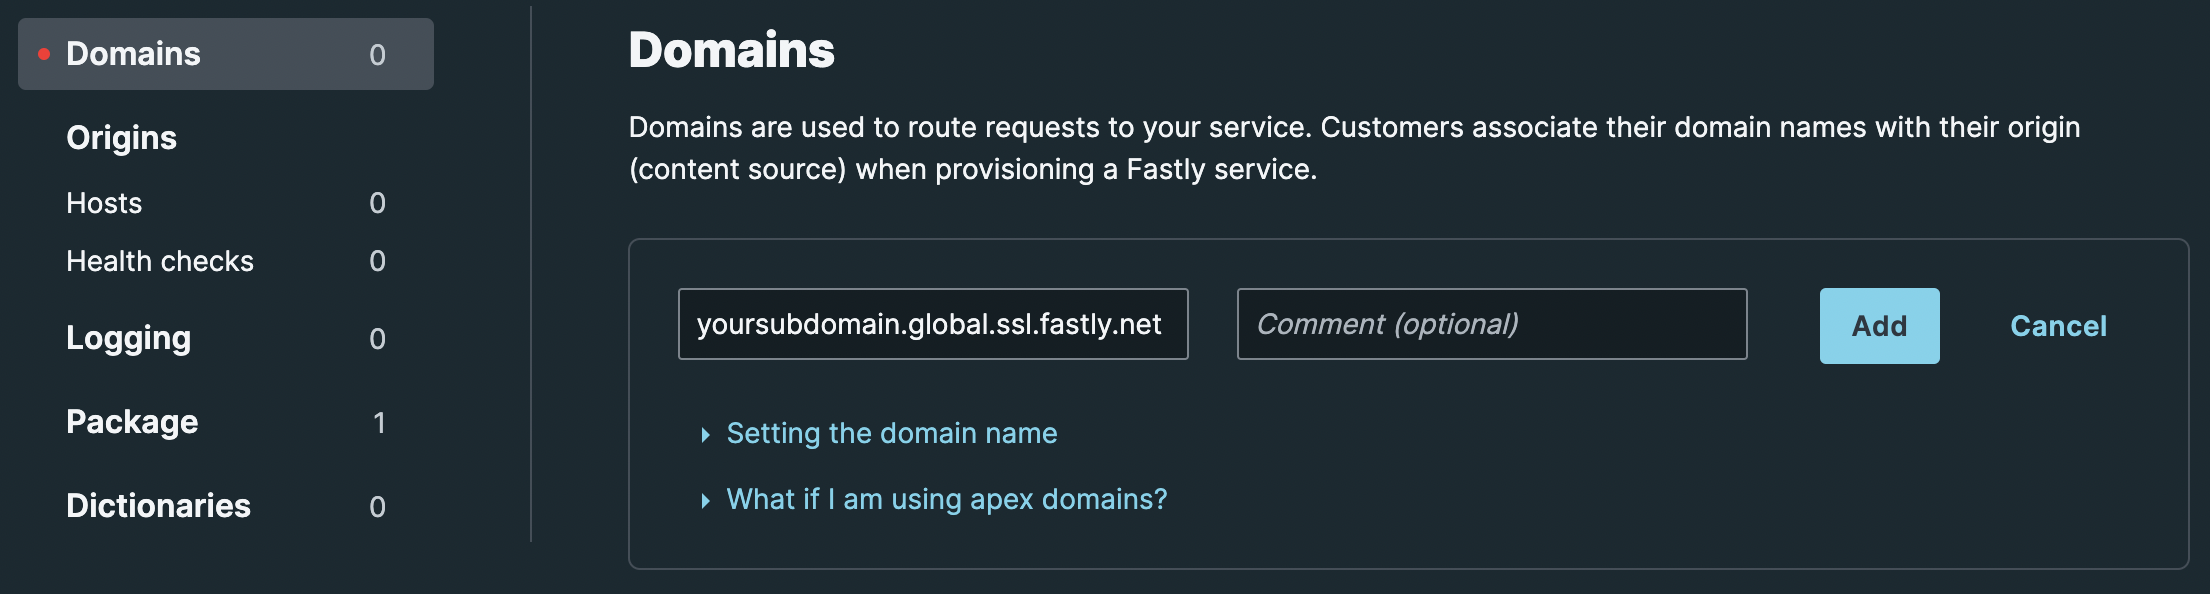 Domains 0
Origins
Hosts 0
Health checks 0
Logging 0
Package 1
Dictionaries 0
Domains
Domains are used to route requests to your service. Customers associate their domain names with their origin
(content source) when provisioning a Fastly service.
yoursubdomain.global.ssl.fastly.net Comment (optional) Add Cancel
Setting the domain name
What if I am using apex domains?